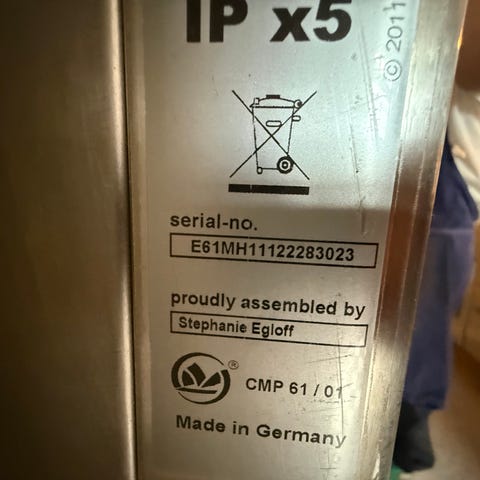 IP x5
© 2011
serial-no.
E61MH11122283023
proudly assembled by
Stephanie Egloff
®
CMP 61 / 01
Made in Germany